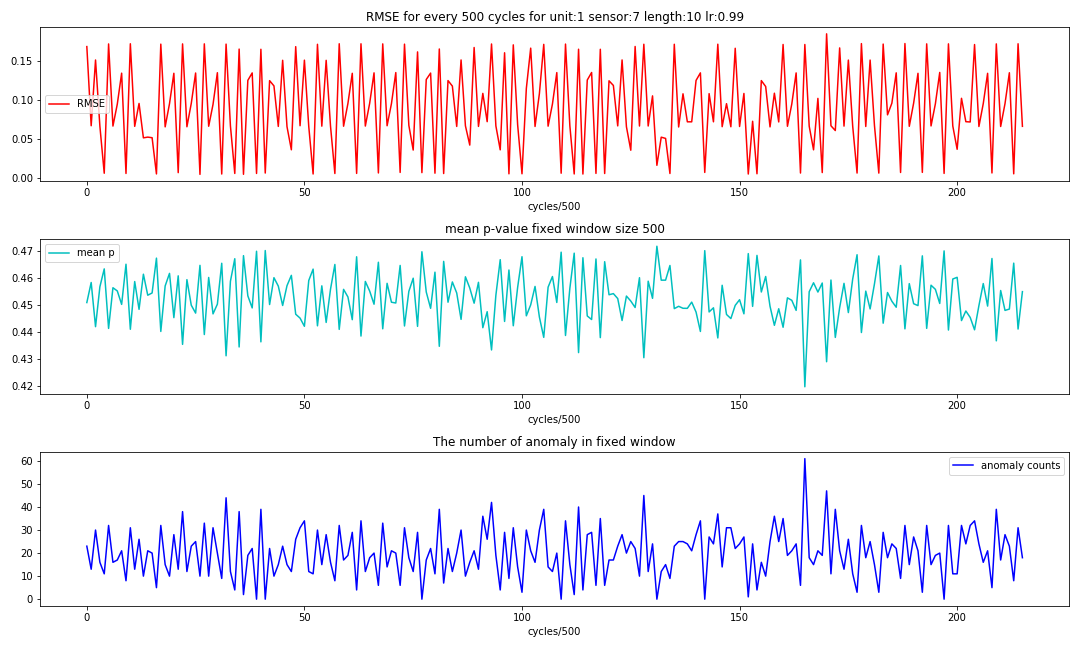 RMSE for every 500 cycles for unit:1 sensor:7 length:10 lr:0.99
0.15
0.10
0.05
0.00
RMSE
0 50 100 150 200
cycles/500
mean p-value fixed window size 500
0.47
0.46
0.45
0.44
0.43
0.42
mean p
0 50 100 150 200
cycles/500
The number of anomaly in fixed window
60
50
40
30
20
10
0
anomaly counts
0 50 100 150 200
cycles/500